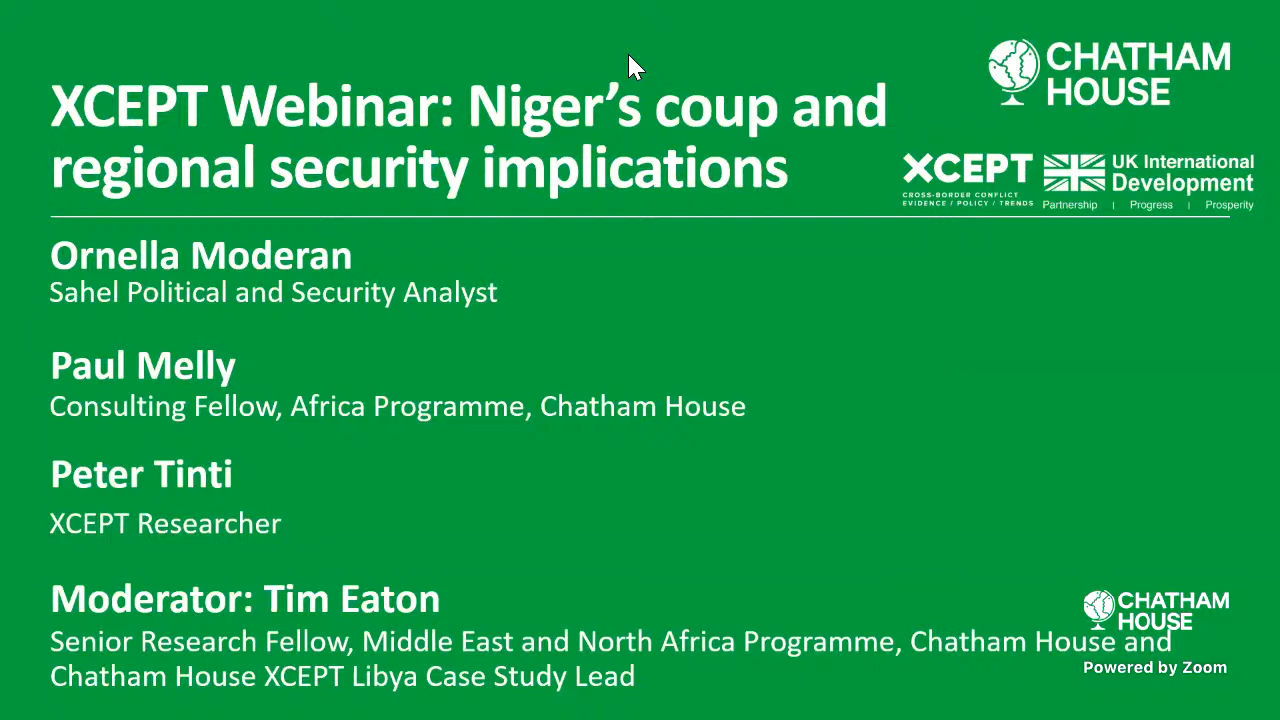 CHATHAM
HOUSE
XCEPT Webinar: Niger’s coup and
regional security implications
XCEPT
CROSS-BORDER CONFLICT
EVIDENCE / POLICY / TRENDS
UK International
Development
Partnership | Progress | Prosperity
Ornella Moderan
Sahel Political and Security Analyst
Paul Melly
Consulting Fellow, Africa Programme, Chatham House
Peter Tinti
XCEPT Researcher
Moderator: Tim Eaton
Senior Research Fellow, Middle East and North Africa Programme, Chatham House and
Chatham House XCEPT Libya Case Study Lead
CHATHAM
HOUSE
Powered by Zoom